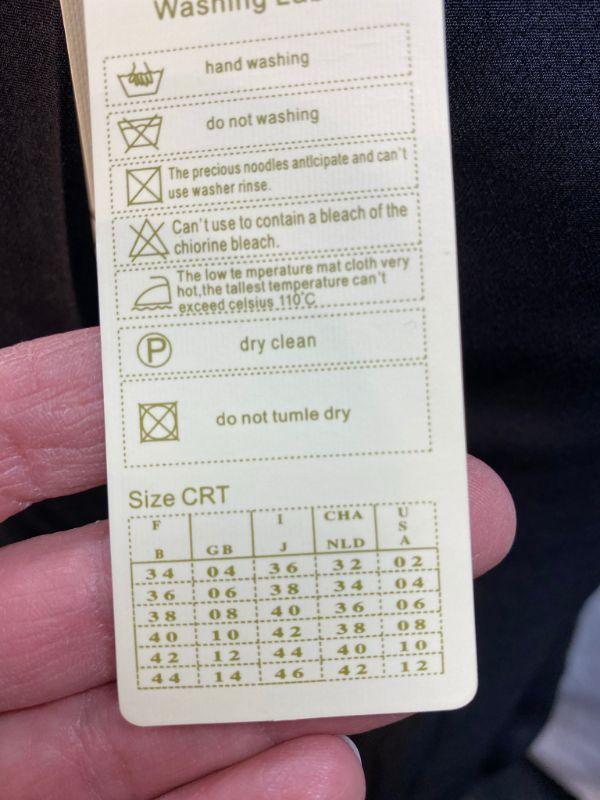 Washing
hand washing
do not washing
The precious noodles anticipate and can't
use washer rinse.
Can't use to contain a bleach of the
chiorine bleach.
The low te mperature mat cloth very
hot,the tallest temperature can't
exceed celsius 110°C
P dry clean
do not tumle dry
Size CRT
F I CHA U
S
B GB J NLD A
34 04 36 32 02
36 06 38 34 04
38 08 40 36 06
40 10 42 38 08
42 12 44 40 10
44 14 46 42 12